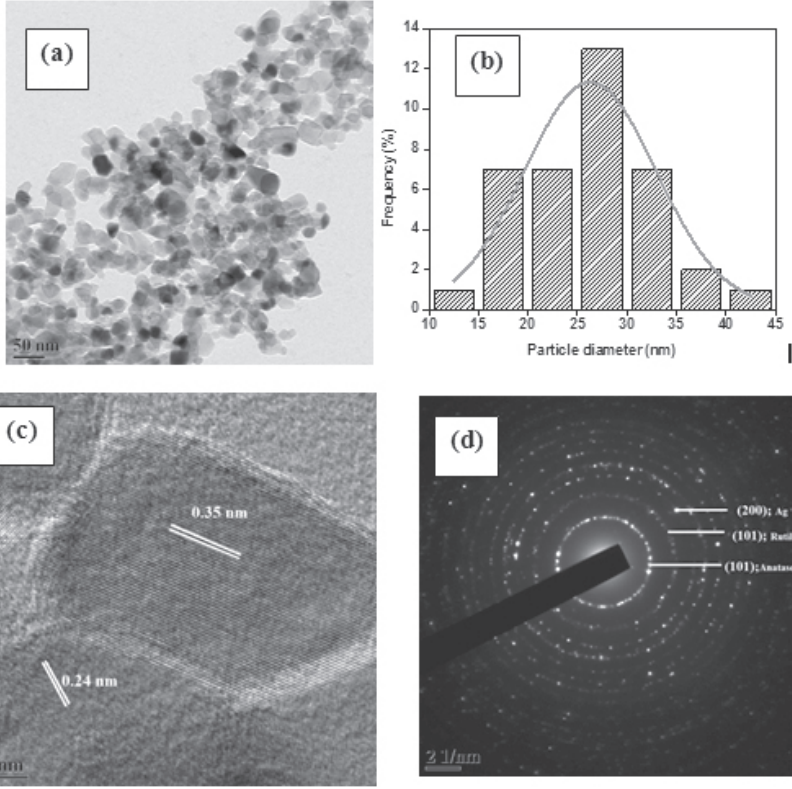 (a)
50 nm
(b)
Frequency (%)
14
12
10
8
6
4
2
0
10 15 20 25 30 35 40 45
Particle diameter (nm)
(c)
0.35 nm
0.24 nm
nm
(d)
(200); Ag
(101); Rutil
(101);Anatase
2 1/nm